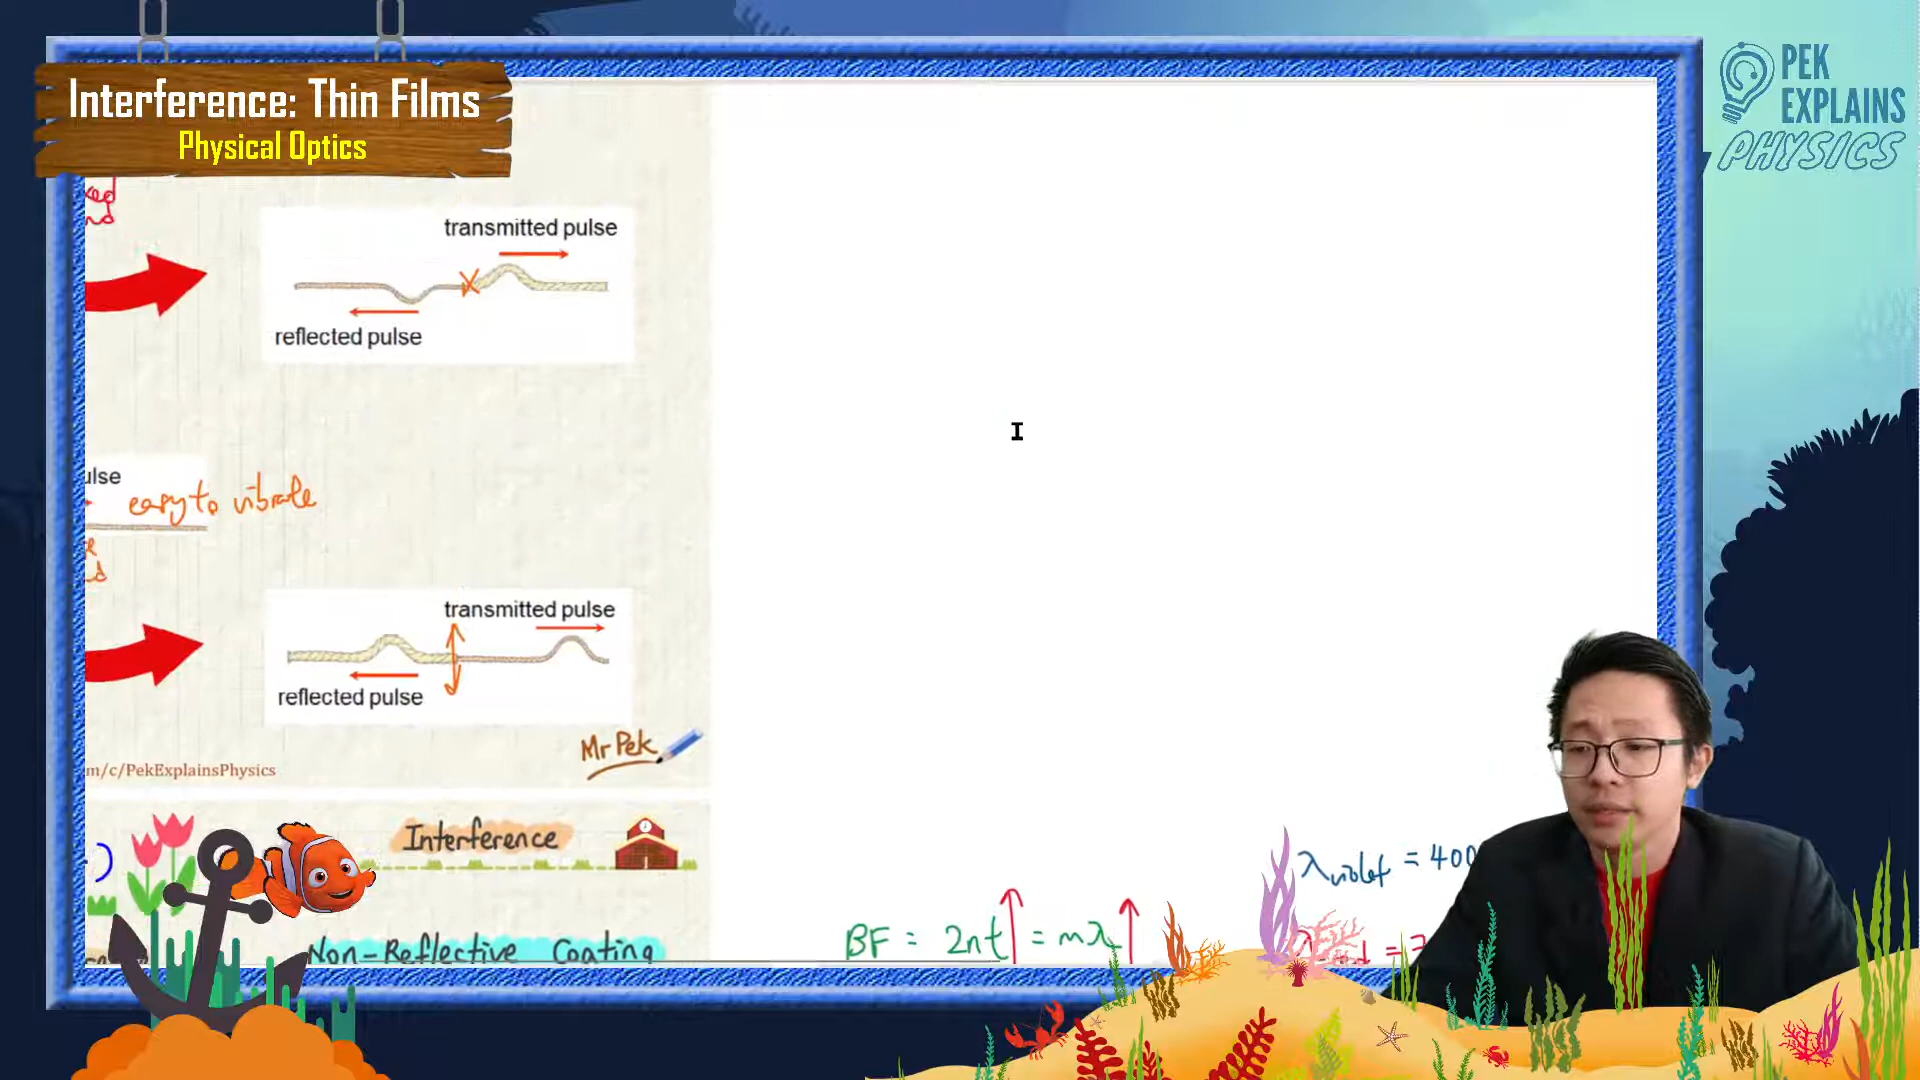 Interference: Thin Films
Physical Optics
PEK
EXPLAINS
PHYSICS
transmitted pulse
reflected pulse
easy to vibrate
transmitted pulse
reflected pulse
Mr Pek
m/c/PekExplainsPhysics
Interference
Non-Reflective Coating
BF = 2nt = mλ
λviolet = 400